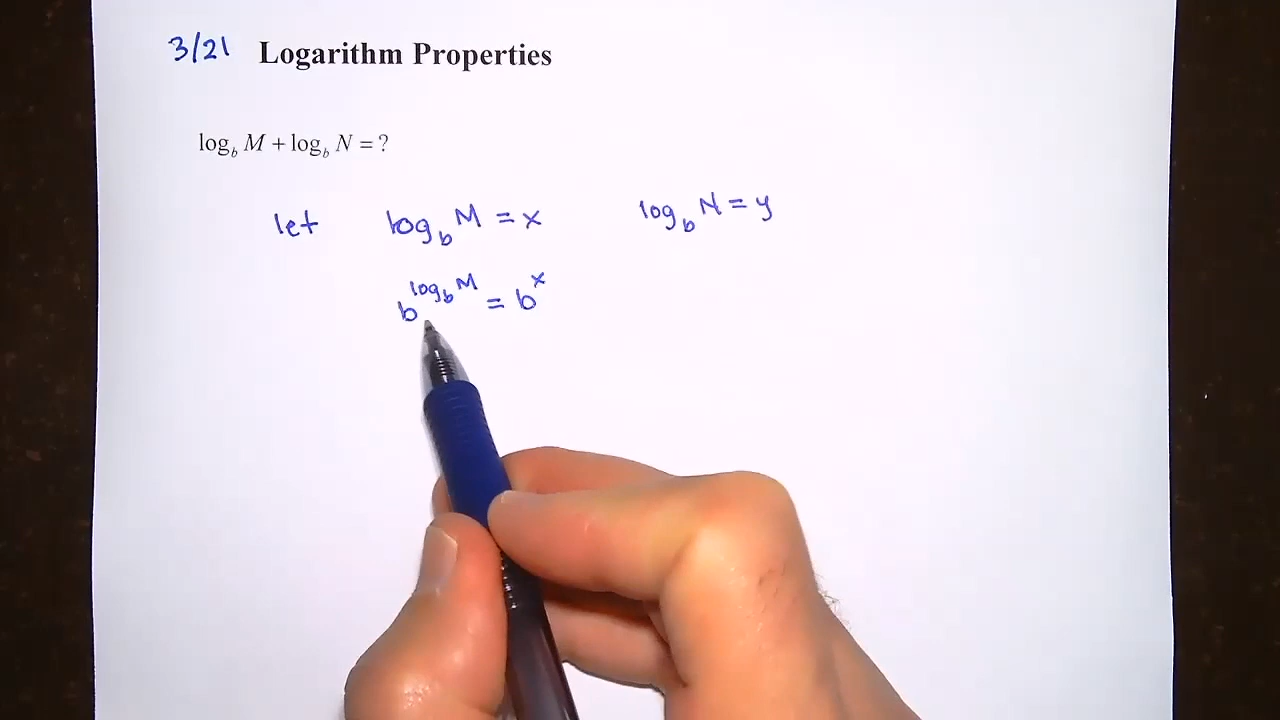 3/21 Logarithm Properties
log_b M + log_b N = ?
let log_b M = x log_b N = y
b^{log_b M} = b^x